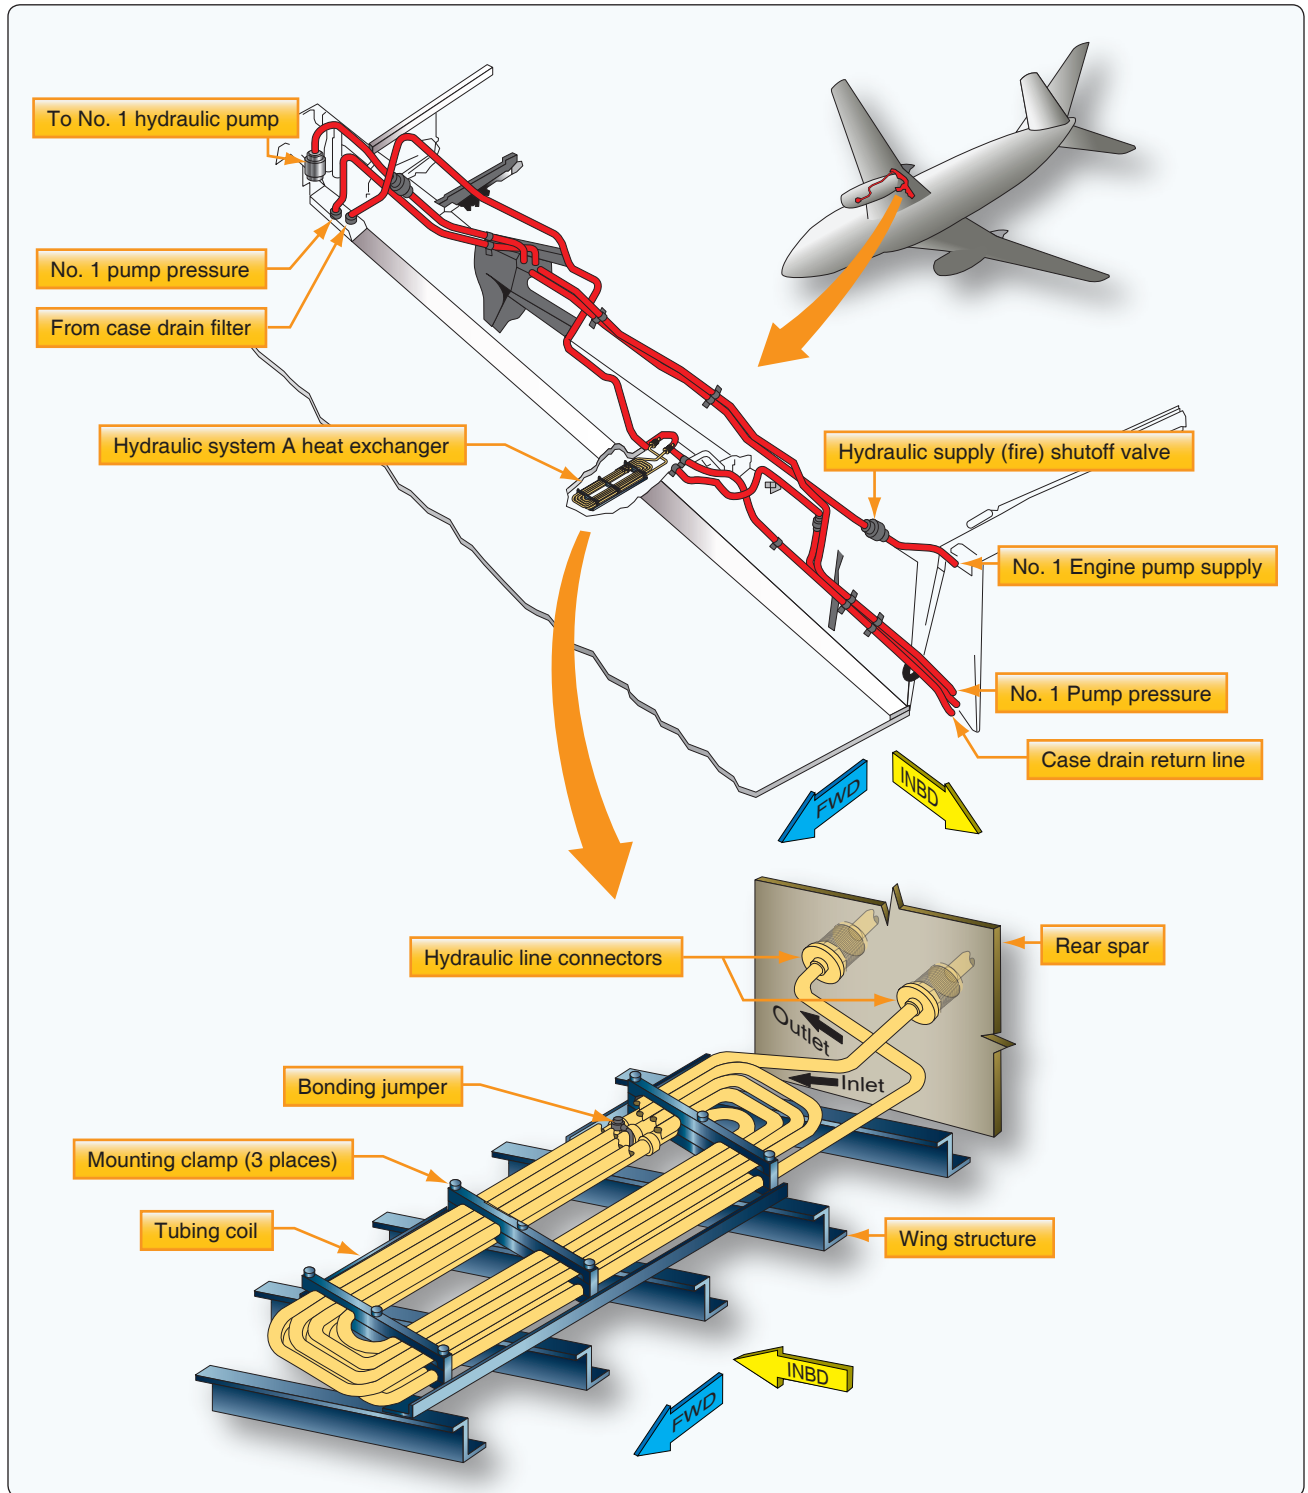 To No. 1 hydraulic pump
No. 1 pump pressure
From case drain filter
Hydraulic system A heat exchanger
Hydraulic supply (fire) shutoff valve
No. 1 Engine pump supply
No. 1 Pump pressure
Case drain return line
FWD
INBD
Hydraulic line connectors
Rear spar
Outlet
Inlet
Bonding jumper
Mounting clamp (3 places)
Tubing coil
Wing structure
INBD
FWD